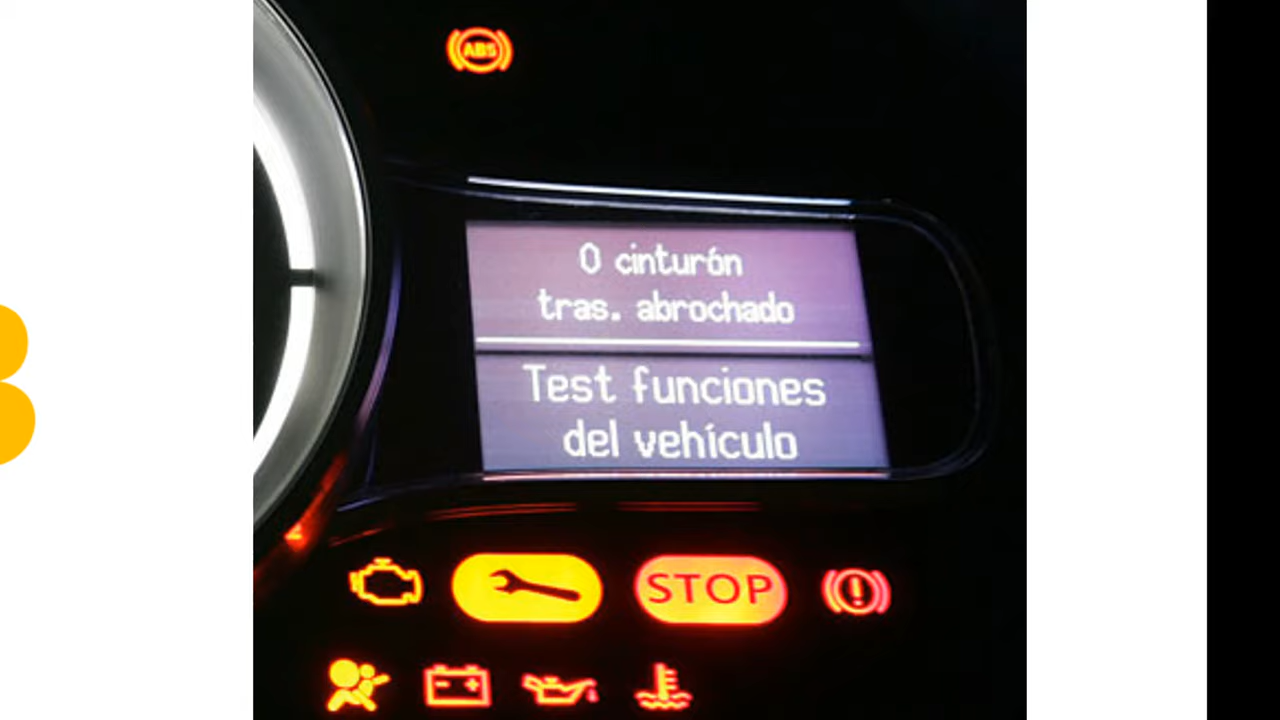 ABS
0 cinturón
tras. abrochado
Test funciones
del vehículo
STOP